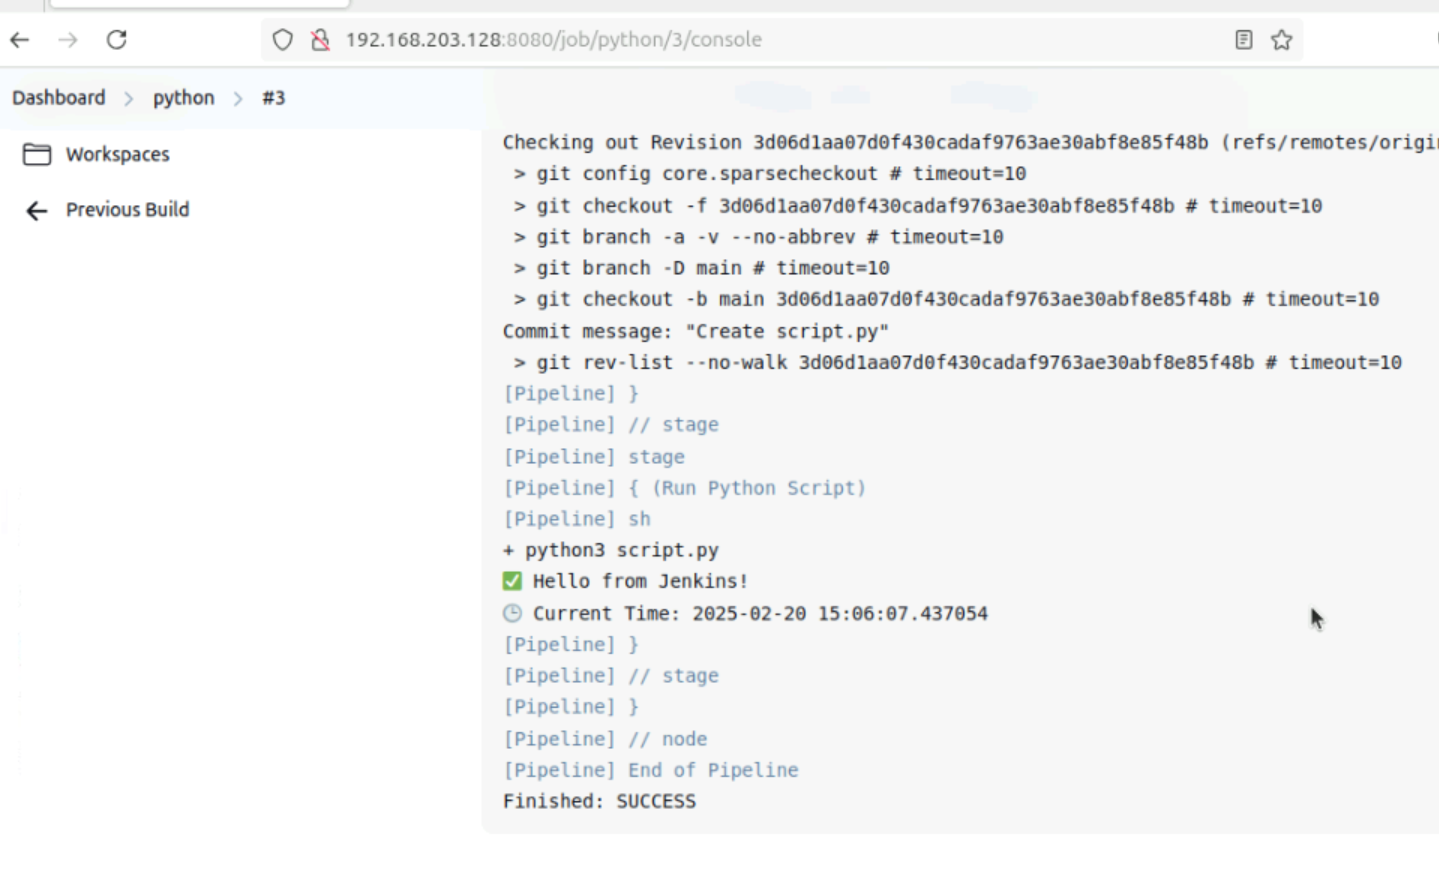 192.168.203.128:8080/job/python/3/console
Dashboard > python > #3
Workspaces
Previous Build
Checking out Revision 3d06d1aa07d0f430cadaf9763ae30abf8e85f48b (refs/remotes/origi
> git config core.sparsecheckout # timeout=10
> git checkout -f 3d06d1aa07d0f430cadaf9763ae30abf8e85f48b # timeout=10
> git branch -a -v --no-abbrev # timeout=10
> git branch -D main # timeout=10
> git checkout -b main 3d06d1aa07d0f430cadaf9763ae30abf8e85f48b # timeout=10
Commit message: "Create script.py"
> git rev-list --no-walk 3d06d1aa07d0f430cadaf9763ae30abf8e85f48b # timeout=10
[Pipeline] }
[Pipeline] // stage
[Pipeline] stage
[Pipeline] { (Run Python Script)
[Pipeline] sh
+ python3 script.py
✅ Hello from Jenkins!
🕒 Current Time: 2025-02-20 15:06:07.437054
[Pipeline] }
[Pipeline] // stage
[Pipeline] }
[Pipeline] // node
[Pipeline] End of Pipeline
Finished: SUCCESS